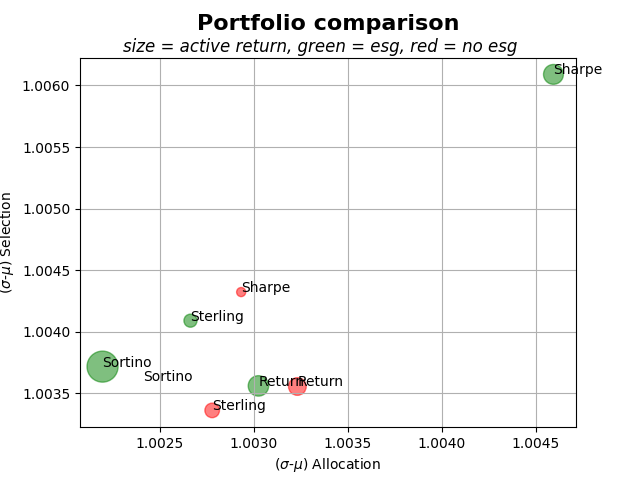 Portfolio comparison
size = active return, green = esg, red = no esg
1.0060
1.0055
1.0050
1.0045
1.0040
1.0035
(σ-μ) Selection
Sharpe
Sharpe
Sterling
Sortino
Sortino
Return
Return
Sterling
1.0025 1.0030 1.0035 1.0040 1.0045
(σ-μ) Allocation